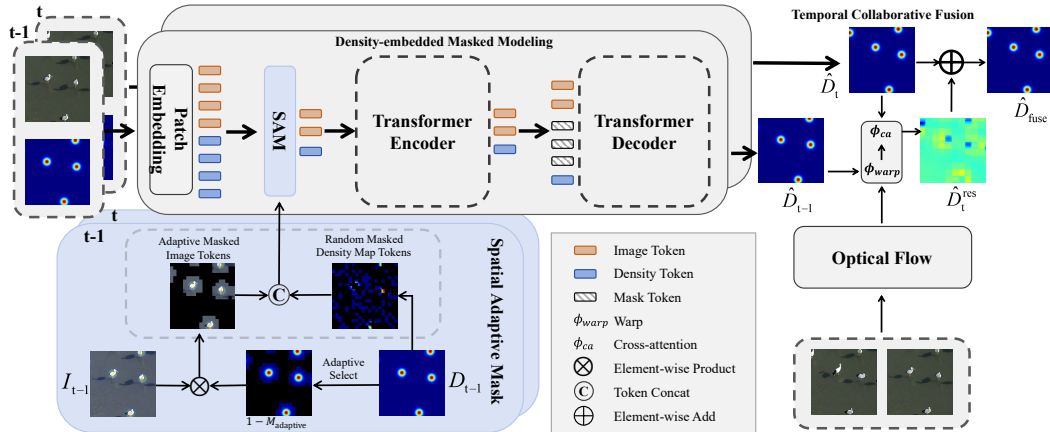 t
t-1
Density-embedded Masked Modeling
Patch
Embedding
SAM
Transformer
Encoder
Transformer
Decoder
Temporal Collaborative Fusion
D̂t
D̂fuse
ϕca
ϕwarp
D̂t-1
D̂t^res
Optical Flow
t
t-1
Adaptive Masked
Image Tokens
Random Masked
Density Map Tokens
C
Spatial Adaptive Mask
It-1
Adaptive
Select
Dt-1
1 − Madaptive
Image Token
Density Token
Mask Token
ϕwarp Warp
ϕca Cross-attention
Element-wise Product
C Token Concat
Element-wise Add